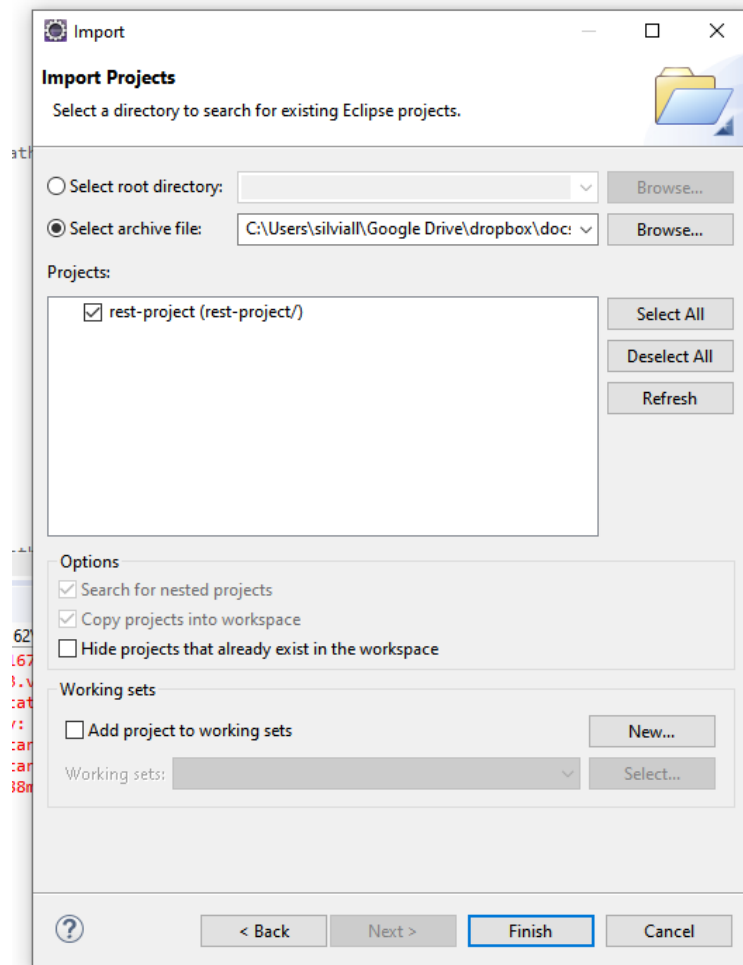 Import
Import Projects
Select a directory to search for existing Eclipse projects.
Select root directory:
Browse...
Select archive file:
C:\Users\silviall\Google Drive\dropbox\docs
Browse...
Projects:
rest-project (rest-project/)
Select All
Deselect All
Refresh
Options
Search for nested projects
Copy projects into workspace
Hide projects that already exist in the workspace
Working sets
Add project to working sets
New...
Working sets:
Select...
?
< Back
Next >
Finish
Cancel